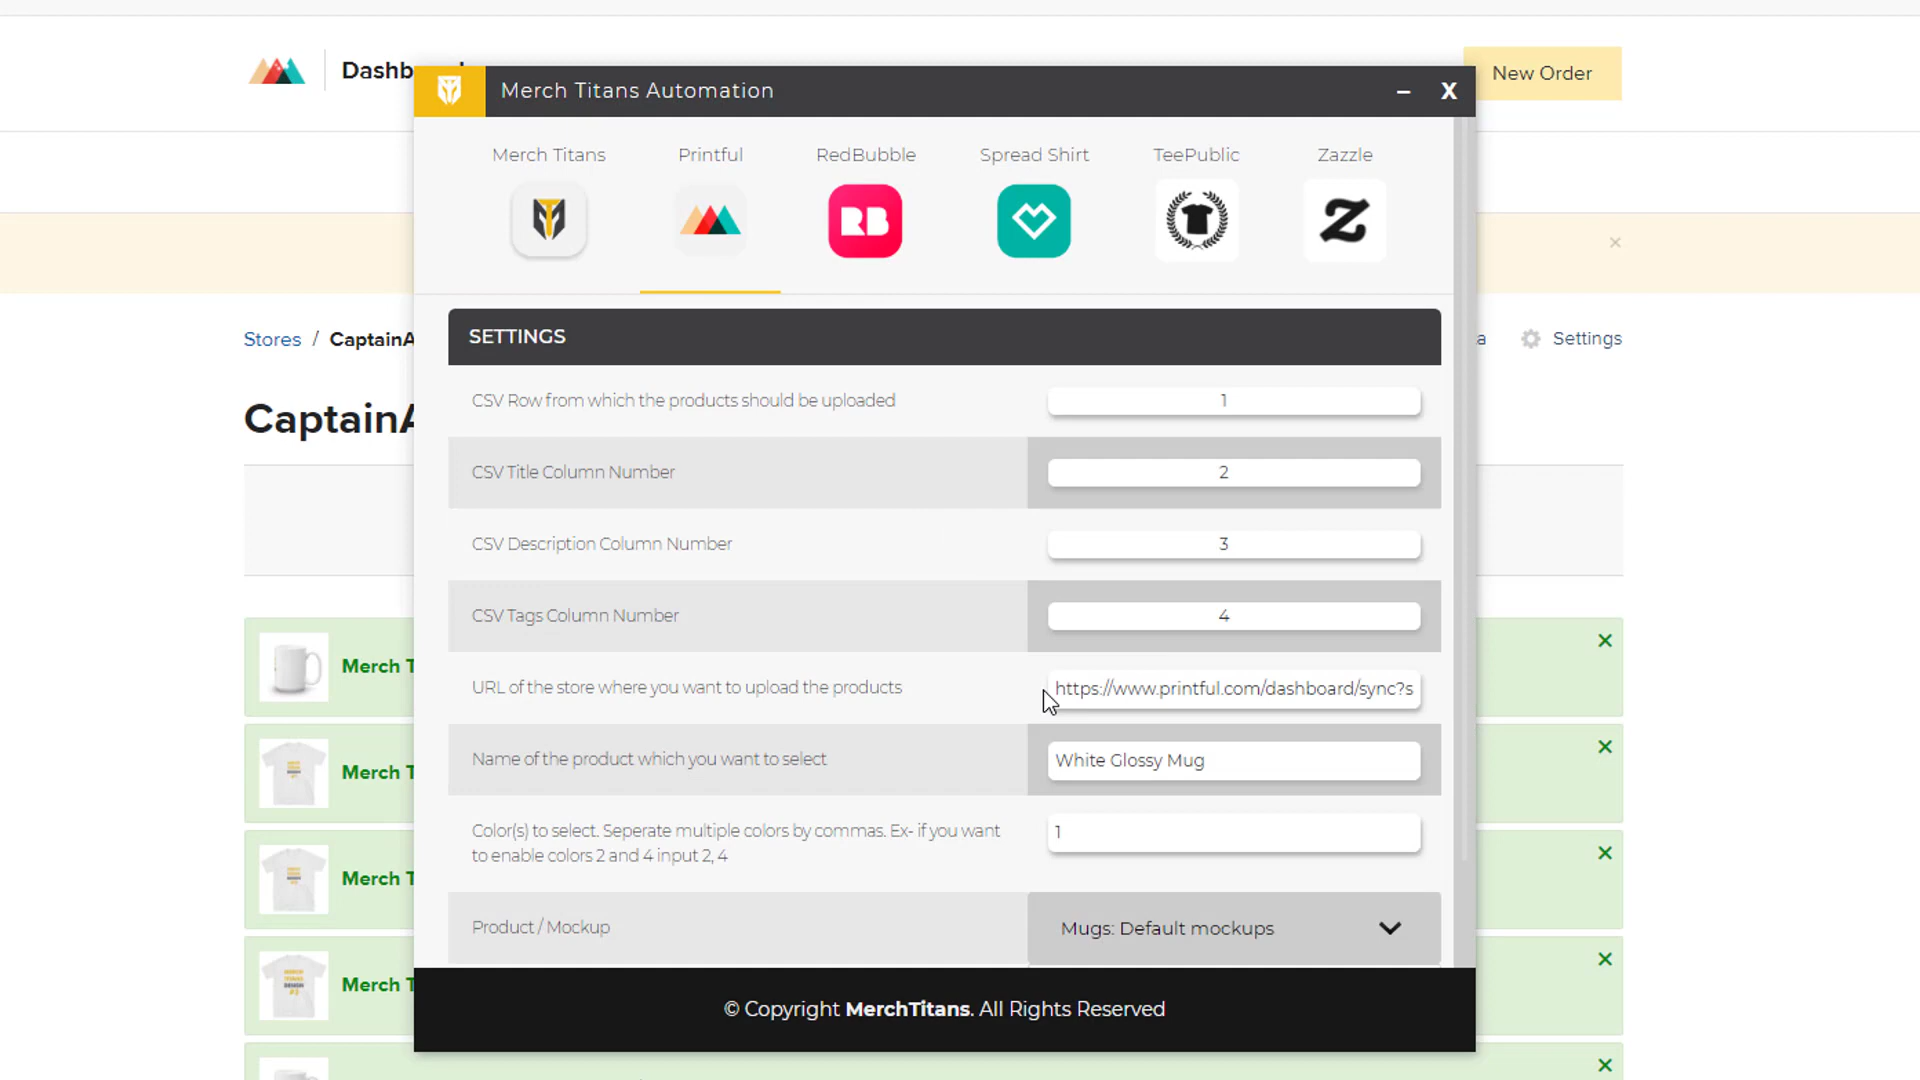 Dashb
Merch Titans Automation
– X
New Order
Merch Titans
Printful
RedBubble
Spread Shirt
TeePublic
Zazzle
RB
Z
Stores / CaptainA
a
Settings
CaptainA
SETTINGS
CSV Row from which the products should be uploaded
1
CSV Title Column Number
2
CSV Description Column Number
3
CSV Tags Column Number
4
URL of the store where you want to upload the products
https://www.printful.com/dashboard/sync?s
Name of the product which you want to select
White Glossy Mug
Color(s) to select. Seperate multiple colors by commas. Ex- if you want
to enable colors 2 and 4 input 2, 4
1
Product / Mockup
Mugs: Default mockups
Merch T
Merch T
Merch T
Merch T
© Copyright MerchTitans. All Rights Reserved